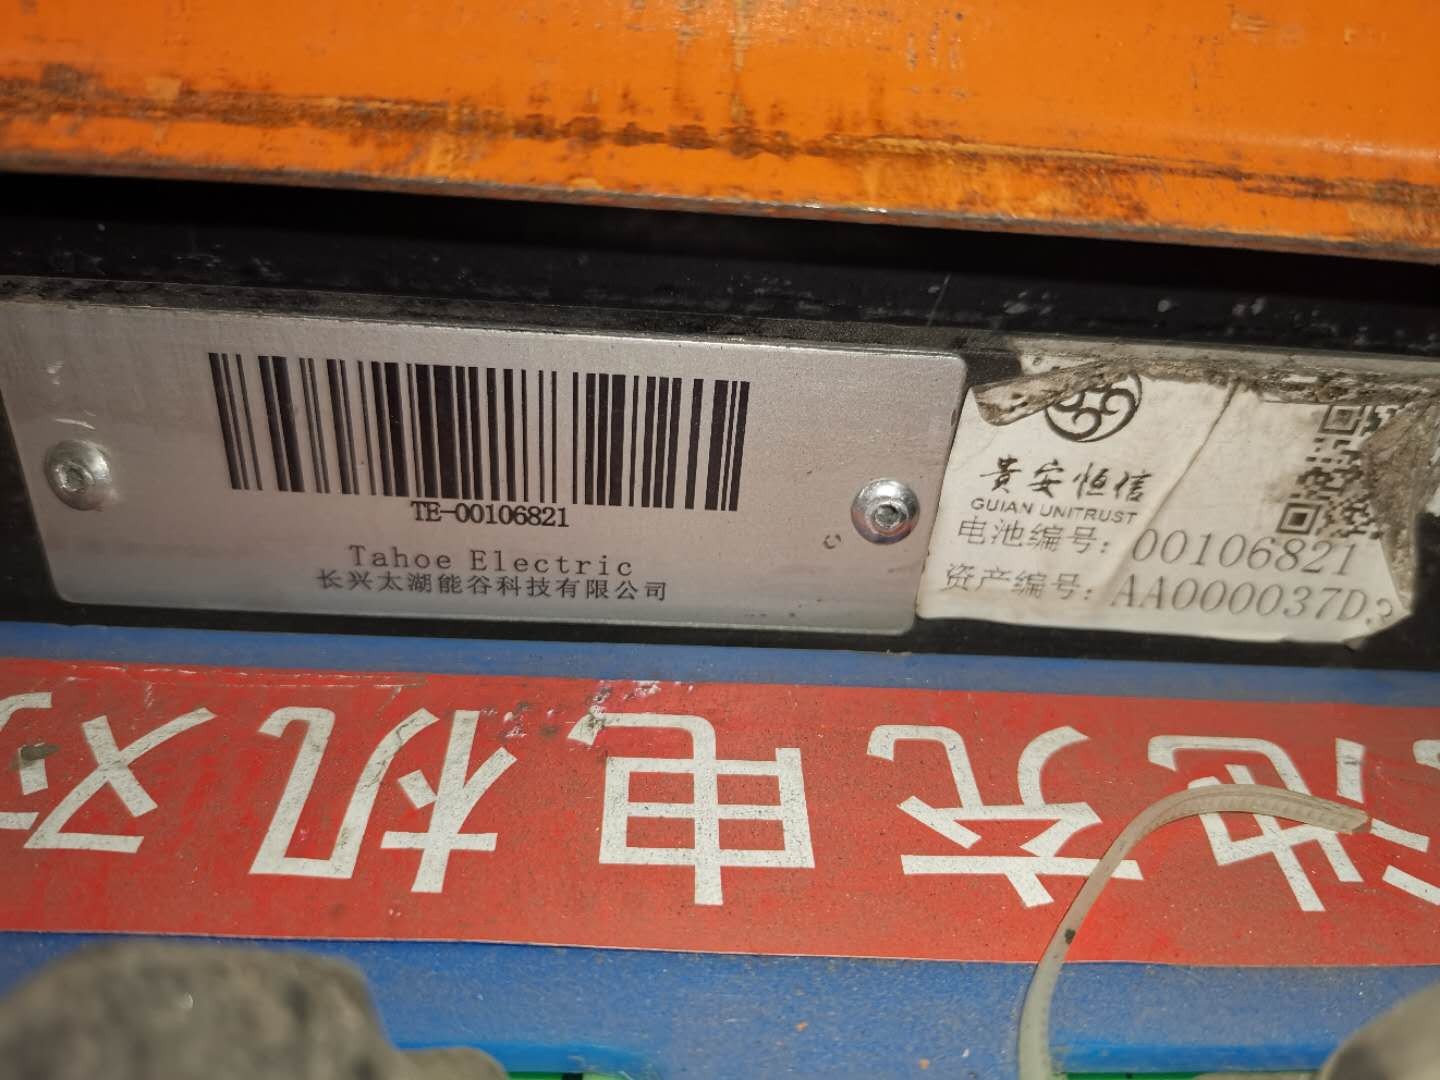 TE-00106821
Tahoe Electric
长兴太湖能谷科技有限公司
貴安恒信
GUIAN UNITRUST
电池编号：00106821
资产编号：AA000037D
池充电机对